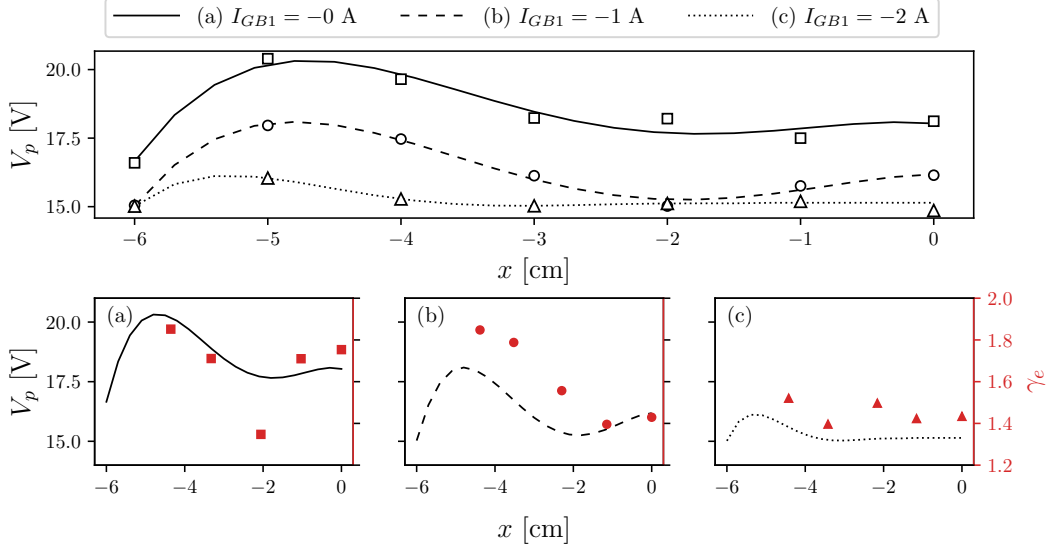 (a) I_{GB1} = −0 A (b) I_{GB1} = −1 A (c) I_{GB1} = −2 A
20.0
17.5
15.0
V_p [V]
−6 −5 −4 −3 −2 −1 0
x [cm]
(a) (b) (c)
20.0
17.5
15.0
V_p [V]
2.0
1.8
1.6
1.4
1.2
γ_e
−6 −4 −2 0 −6 −4 −2 0 −6 −4 −2 0
x [cm]